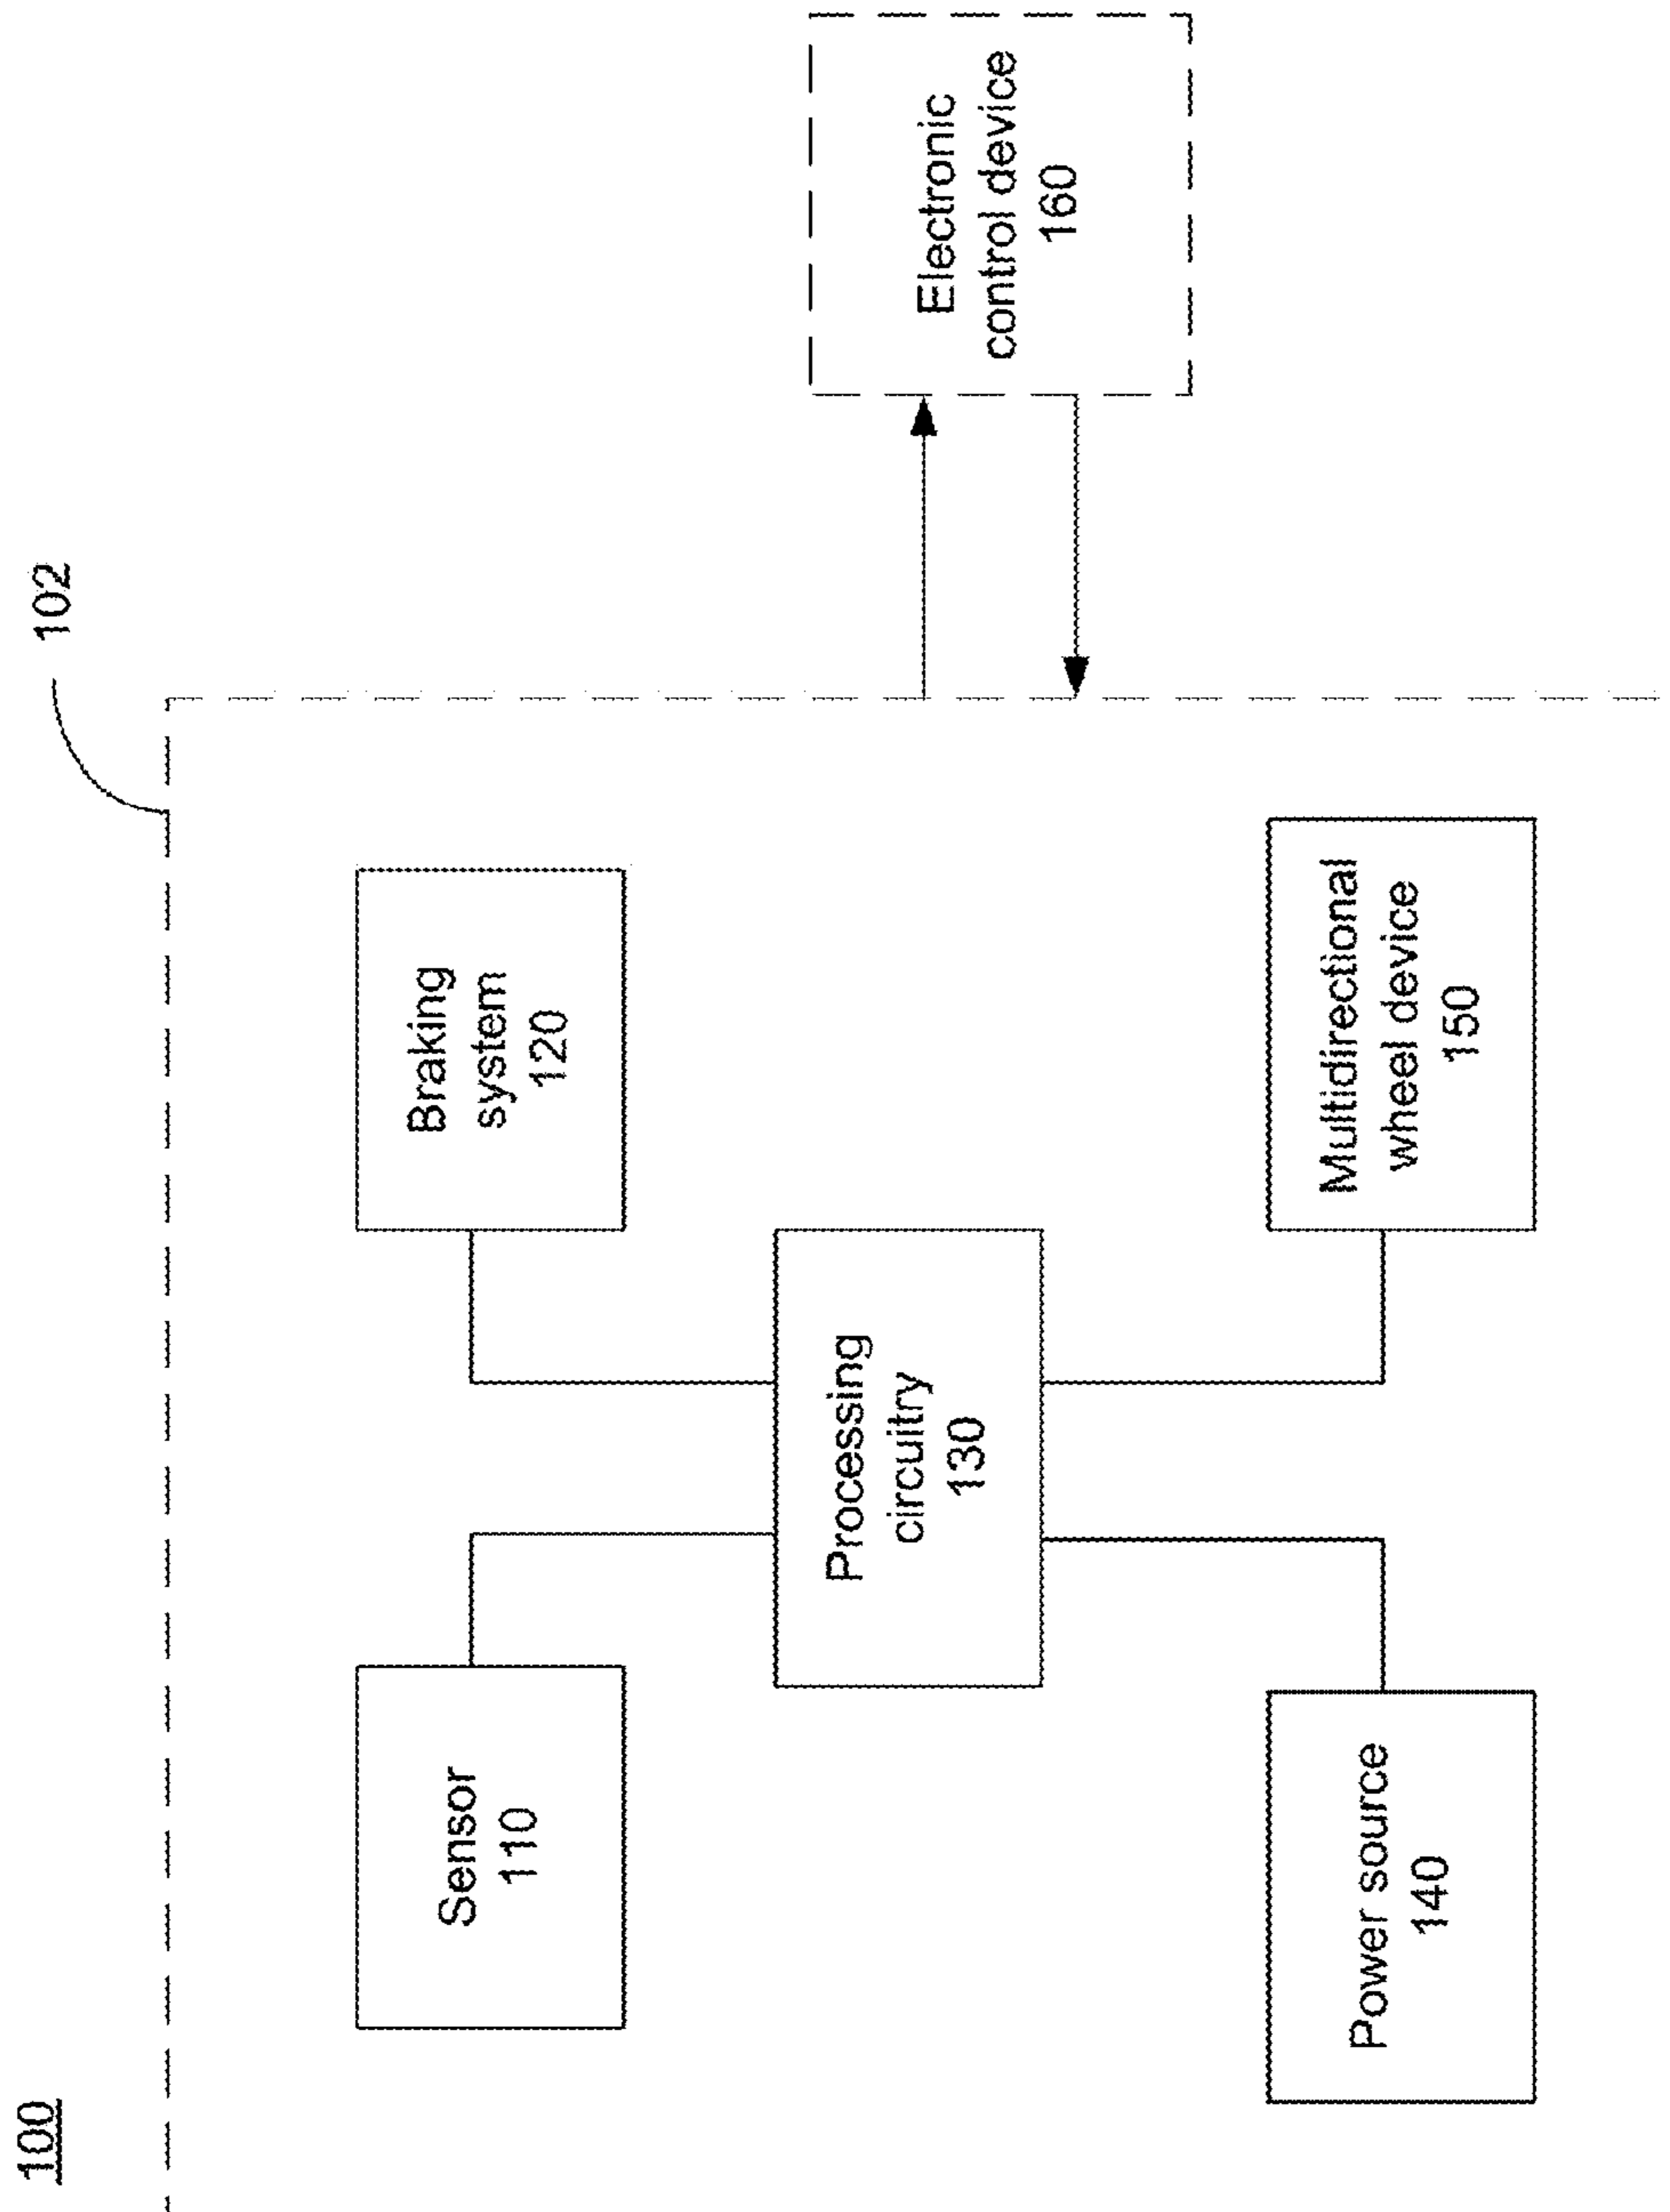 100
102
Sensor
110
Braking
system
120
Processing
circuitry
130
Power source
140
Multidirectional
wheel device
150
Electronic
control device
160